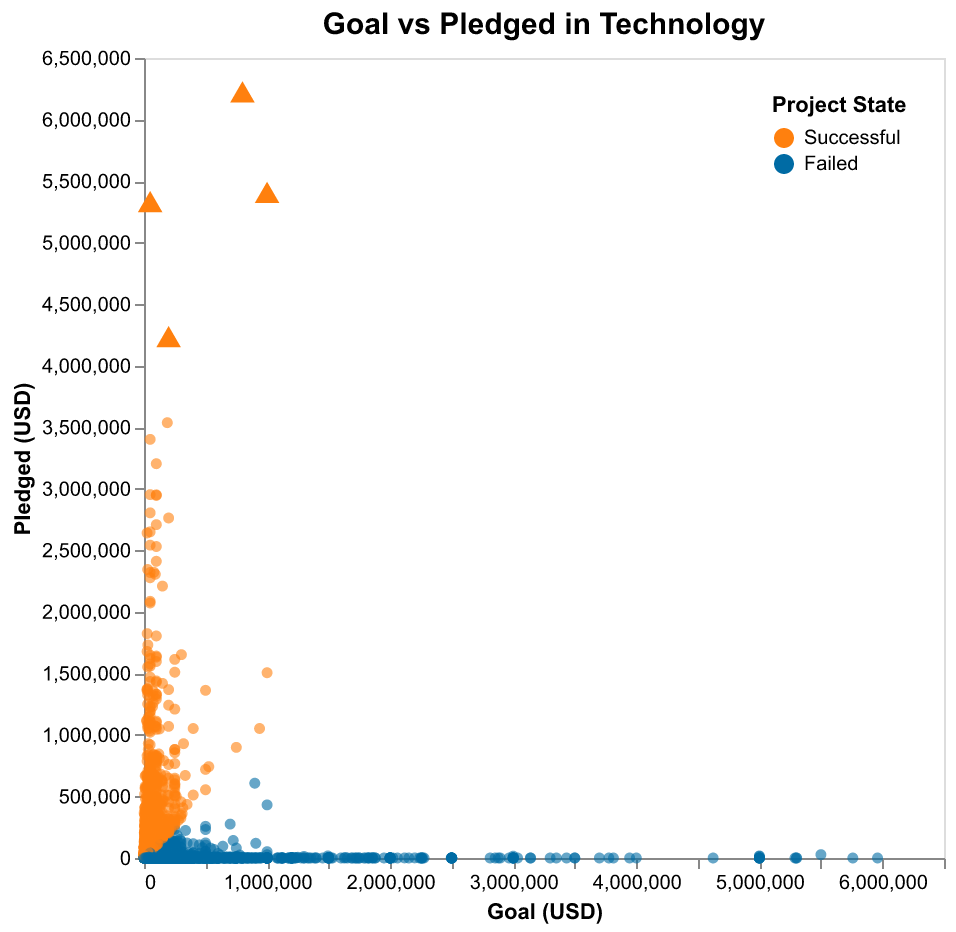 Goal vs Pledged in Technology
6,500,000
6,000,000
5,500,000
5,000,000
4,500,000
4,000,000
3,500,000
3,000,000
2,500,000
2,000,000
1,500,000
1,000,000
500,000
0
Pledged (USD)
Project State
Successful
Failed
0 1,000,000 2,000,000 3,000,000 4,000,000 5,000,000 6,000,000
Goal (USD)